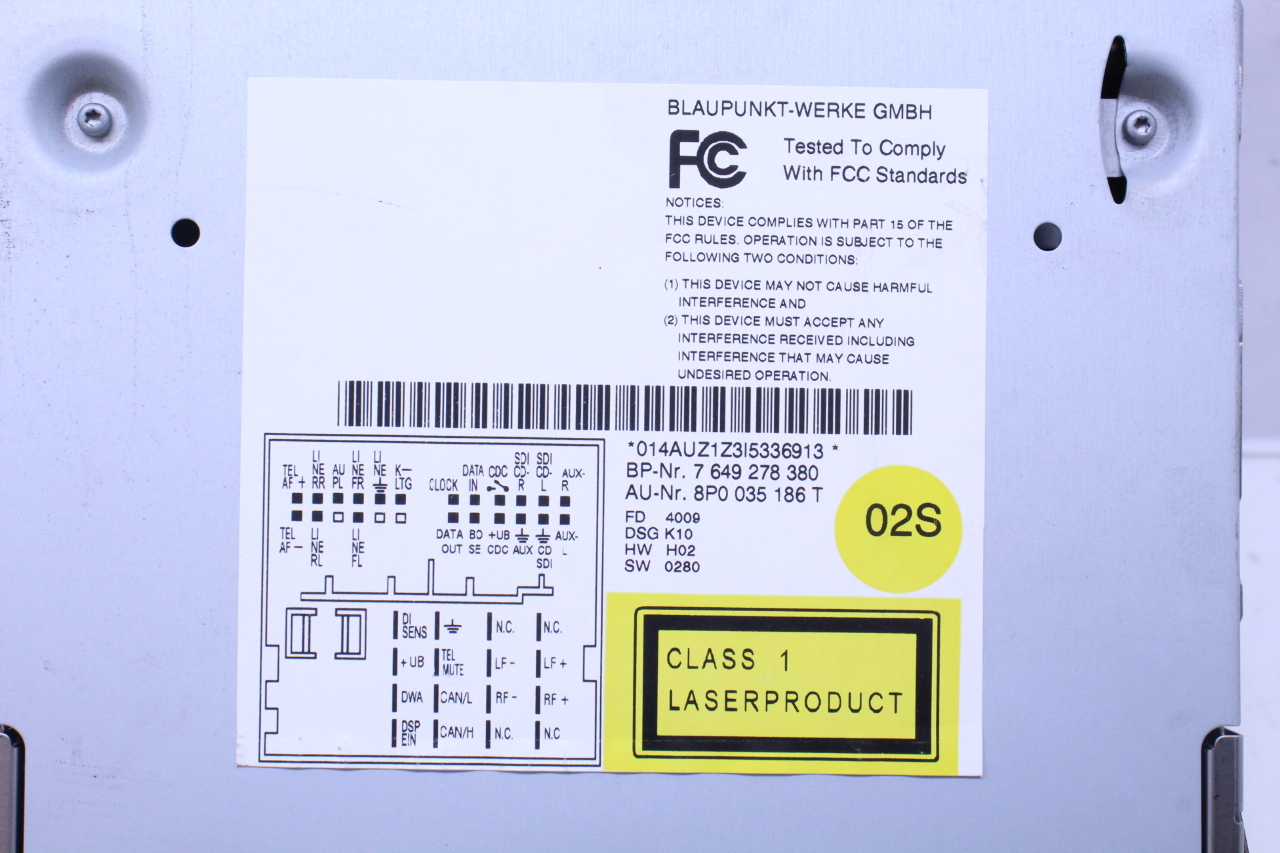 BLAUPUNKT-WERKE GMBH
FCC
Tested To Comply
With FCC Standards
NOTICES:
THIS DEVICE COMPLIES WITH PART 15 OF THE
FCC RULES. OPERATION IS SUBJECT TO THE
FOLLOWING TWO CONDITIONS:
(1) THIS DEVICE MAY NOT CAUSE HARMFUL
INTERFERENCE AND
(2) THIS DEVICE MUST ACCEPT ANY
INTERFERENCE RECEIVED INCLUDING
INTERFERENCE THAT MAY CAUSE
UNDESIRED OPERATION.
*014AUZ1Z3I5336913 *
BP-Nr. 7 649 278 380
AU-Nr. 8P0 035 186 T
FD 4009
DSG K10
HW H02
SW 0280
02S
CLASS 1
LASERPRODUCT
LI LI LI SDI SDI
TEL NE AU NE NE K— DATA CDC CD- CD- AUX-
AF + RR PL FR LTG CLOCK IN R L R
TEL LI LI DATA BD +UB AUX-
AF — NE NE OUT SE CDC AUX CD L
RL FL SDI
DI SENS N.C. N.C.
+ UB TEL MUTE LF - LF +
DWA CAN/L RF - RF +
DSP EIN CAN/H N.C. N.C